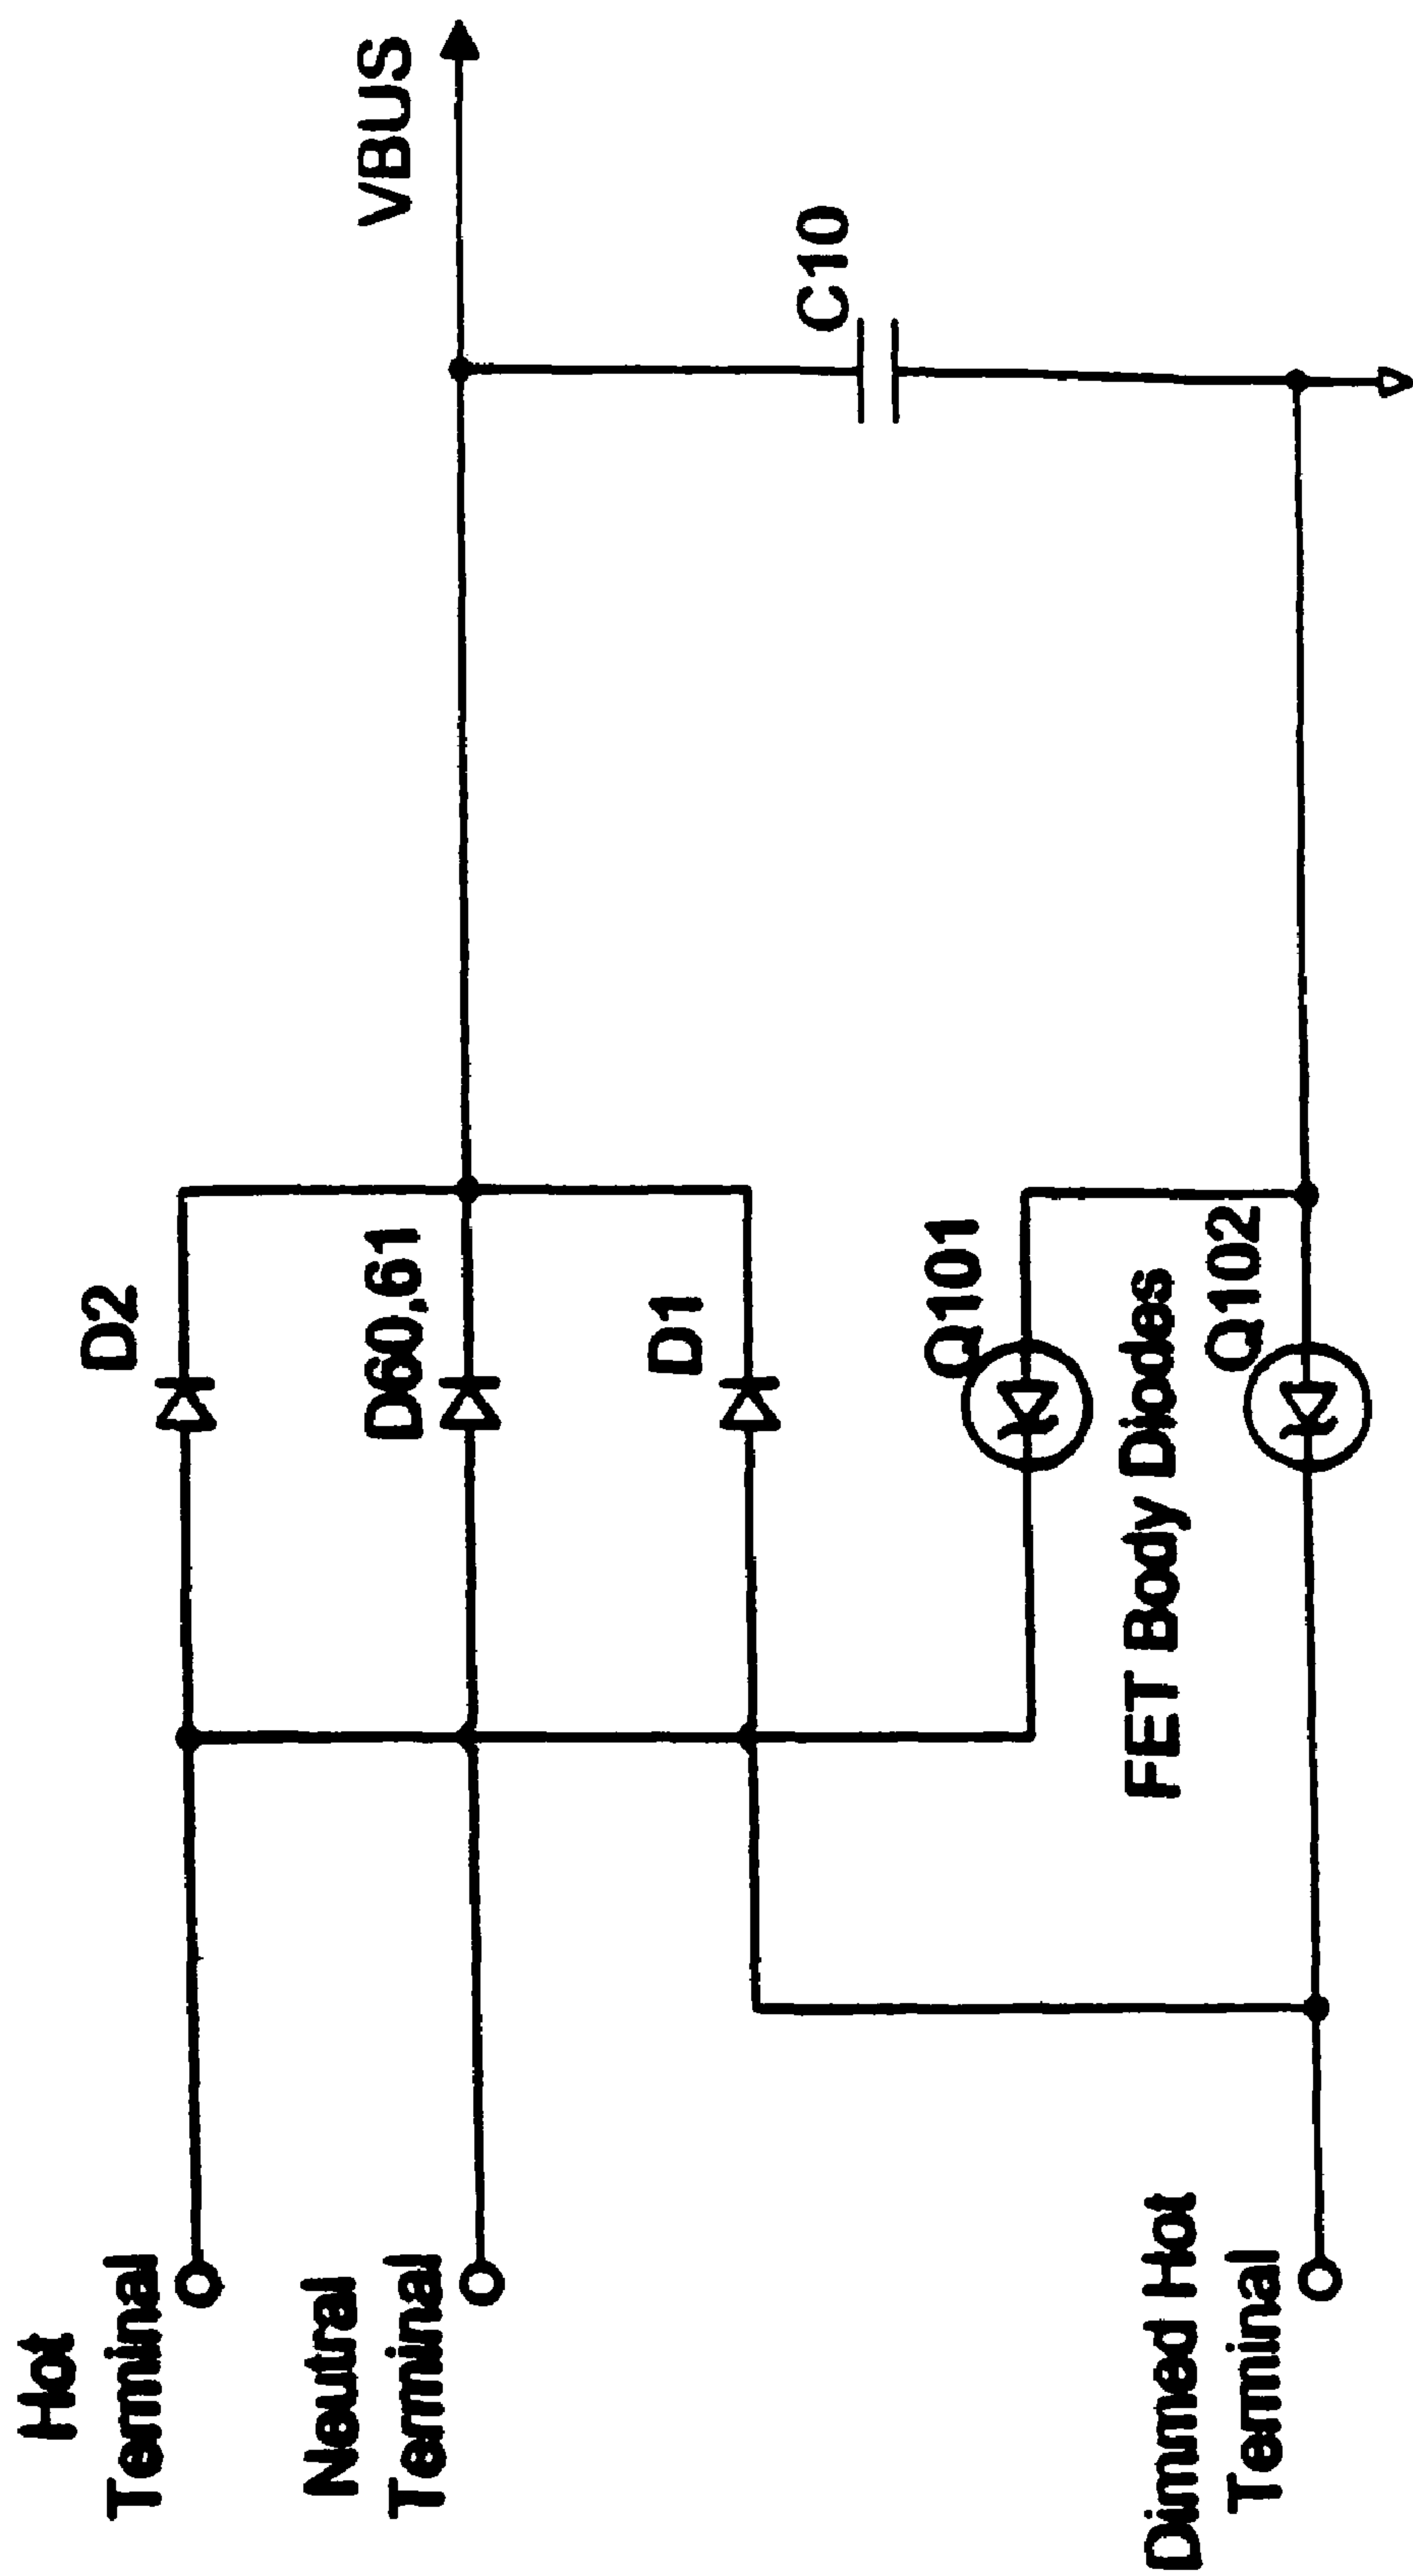 Hot
Terminal
Neutral
Terminal
Dimmed Hot
Terminal
D2
D60,61
D1
Q101
FET Body Diodes
Q102
VBUS
C10